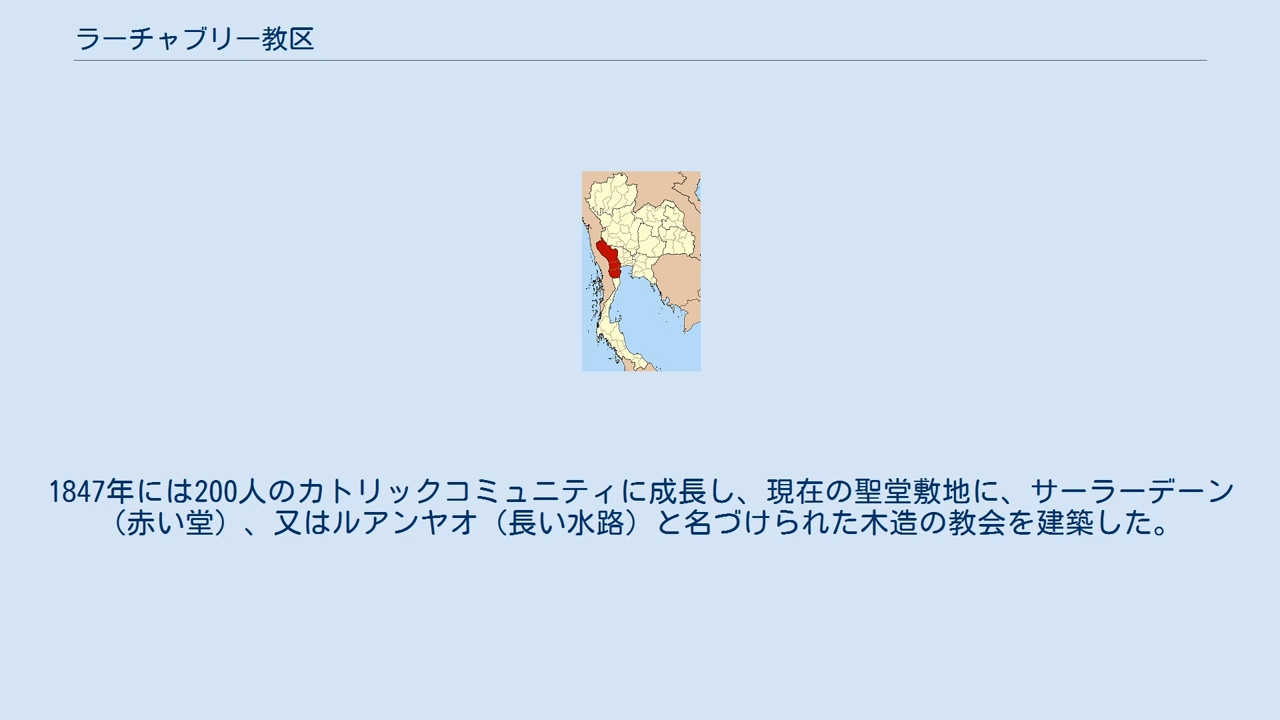 ラーチャブリー教区
1847年には200人のカトリックコミュニティに成長し、現在の聖堂敷地に、サーラーデーン
（赤い堂）、又はルアンヤオ（長い水路）と名づけられた木造の教会を建築した。